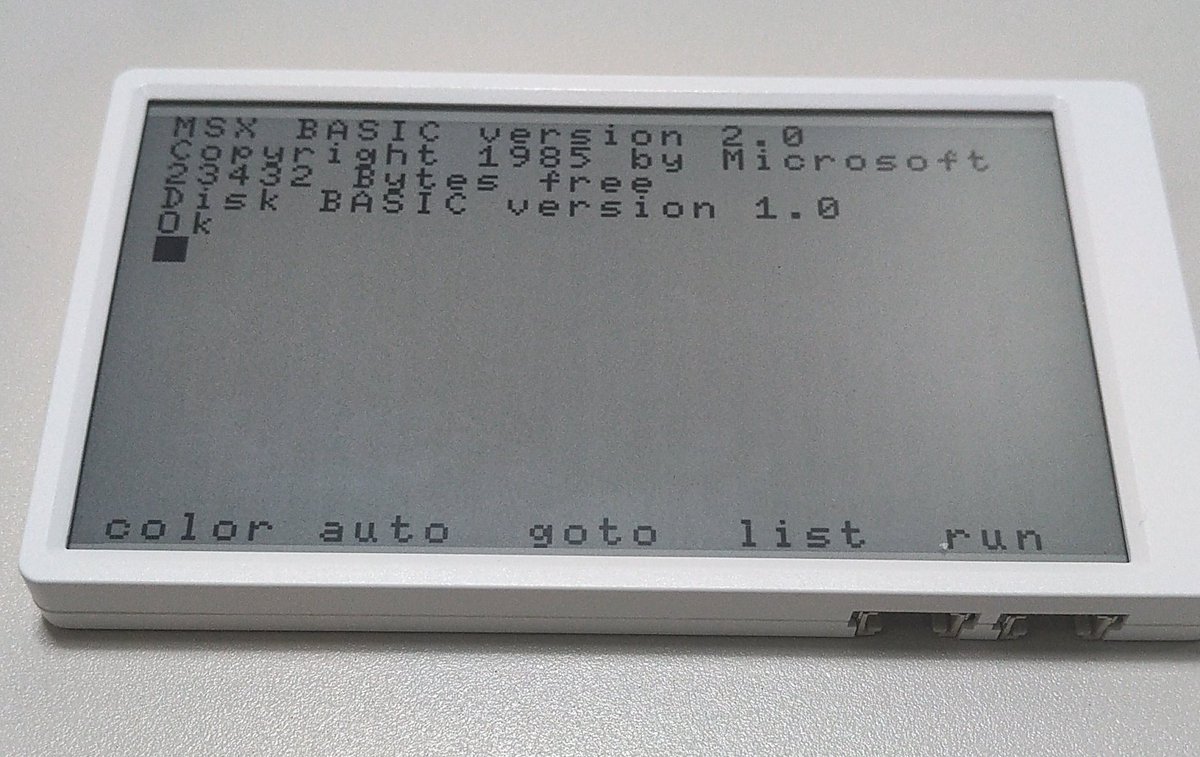 MSX BASIC version 2.0
Copyright 1985 by Microsoft
23432 Bytes free
Disk BASIC version 1.0
Ok
color auto goto list run